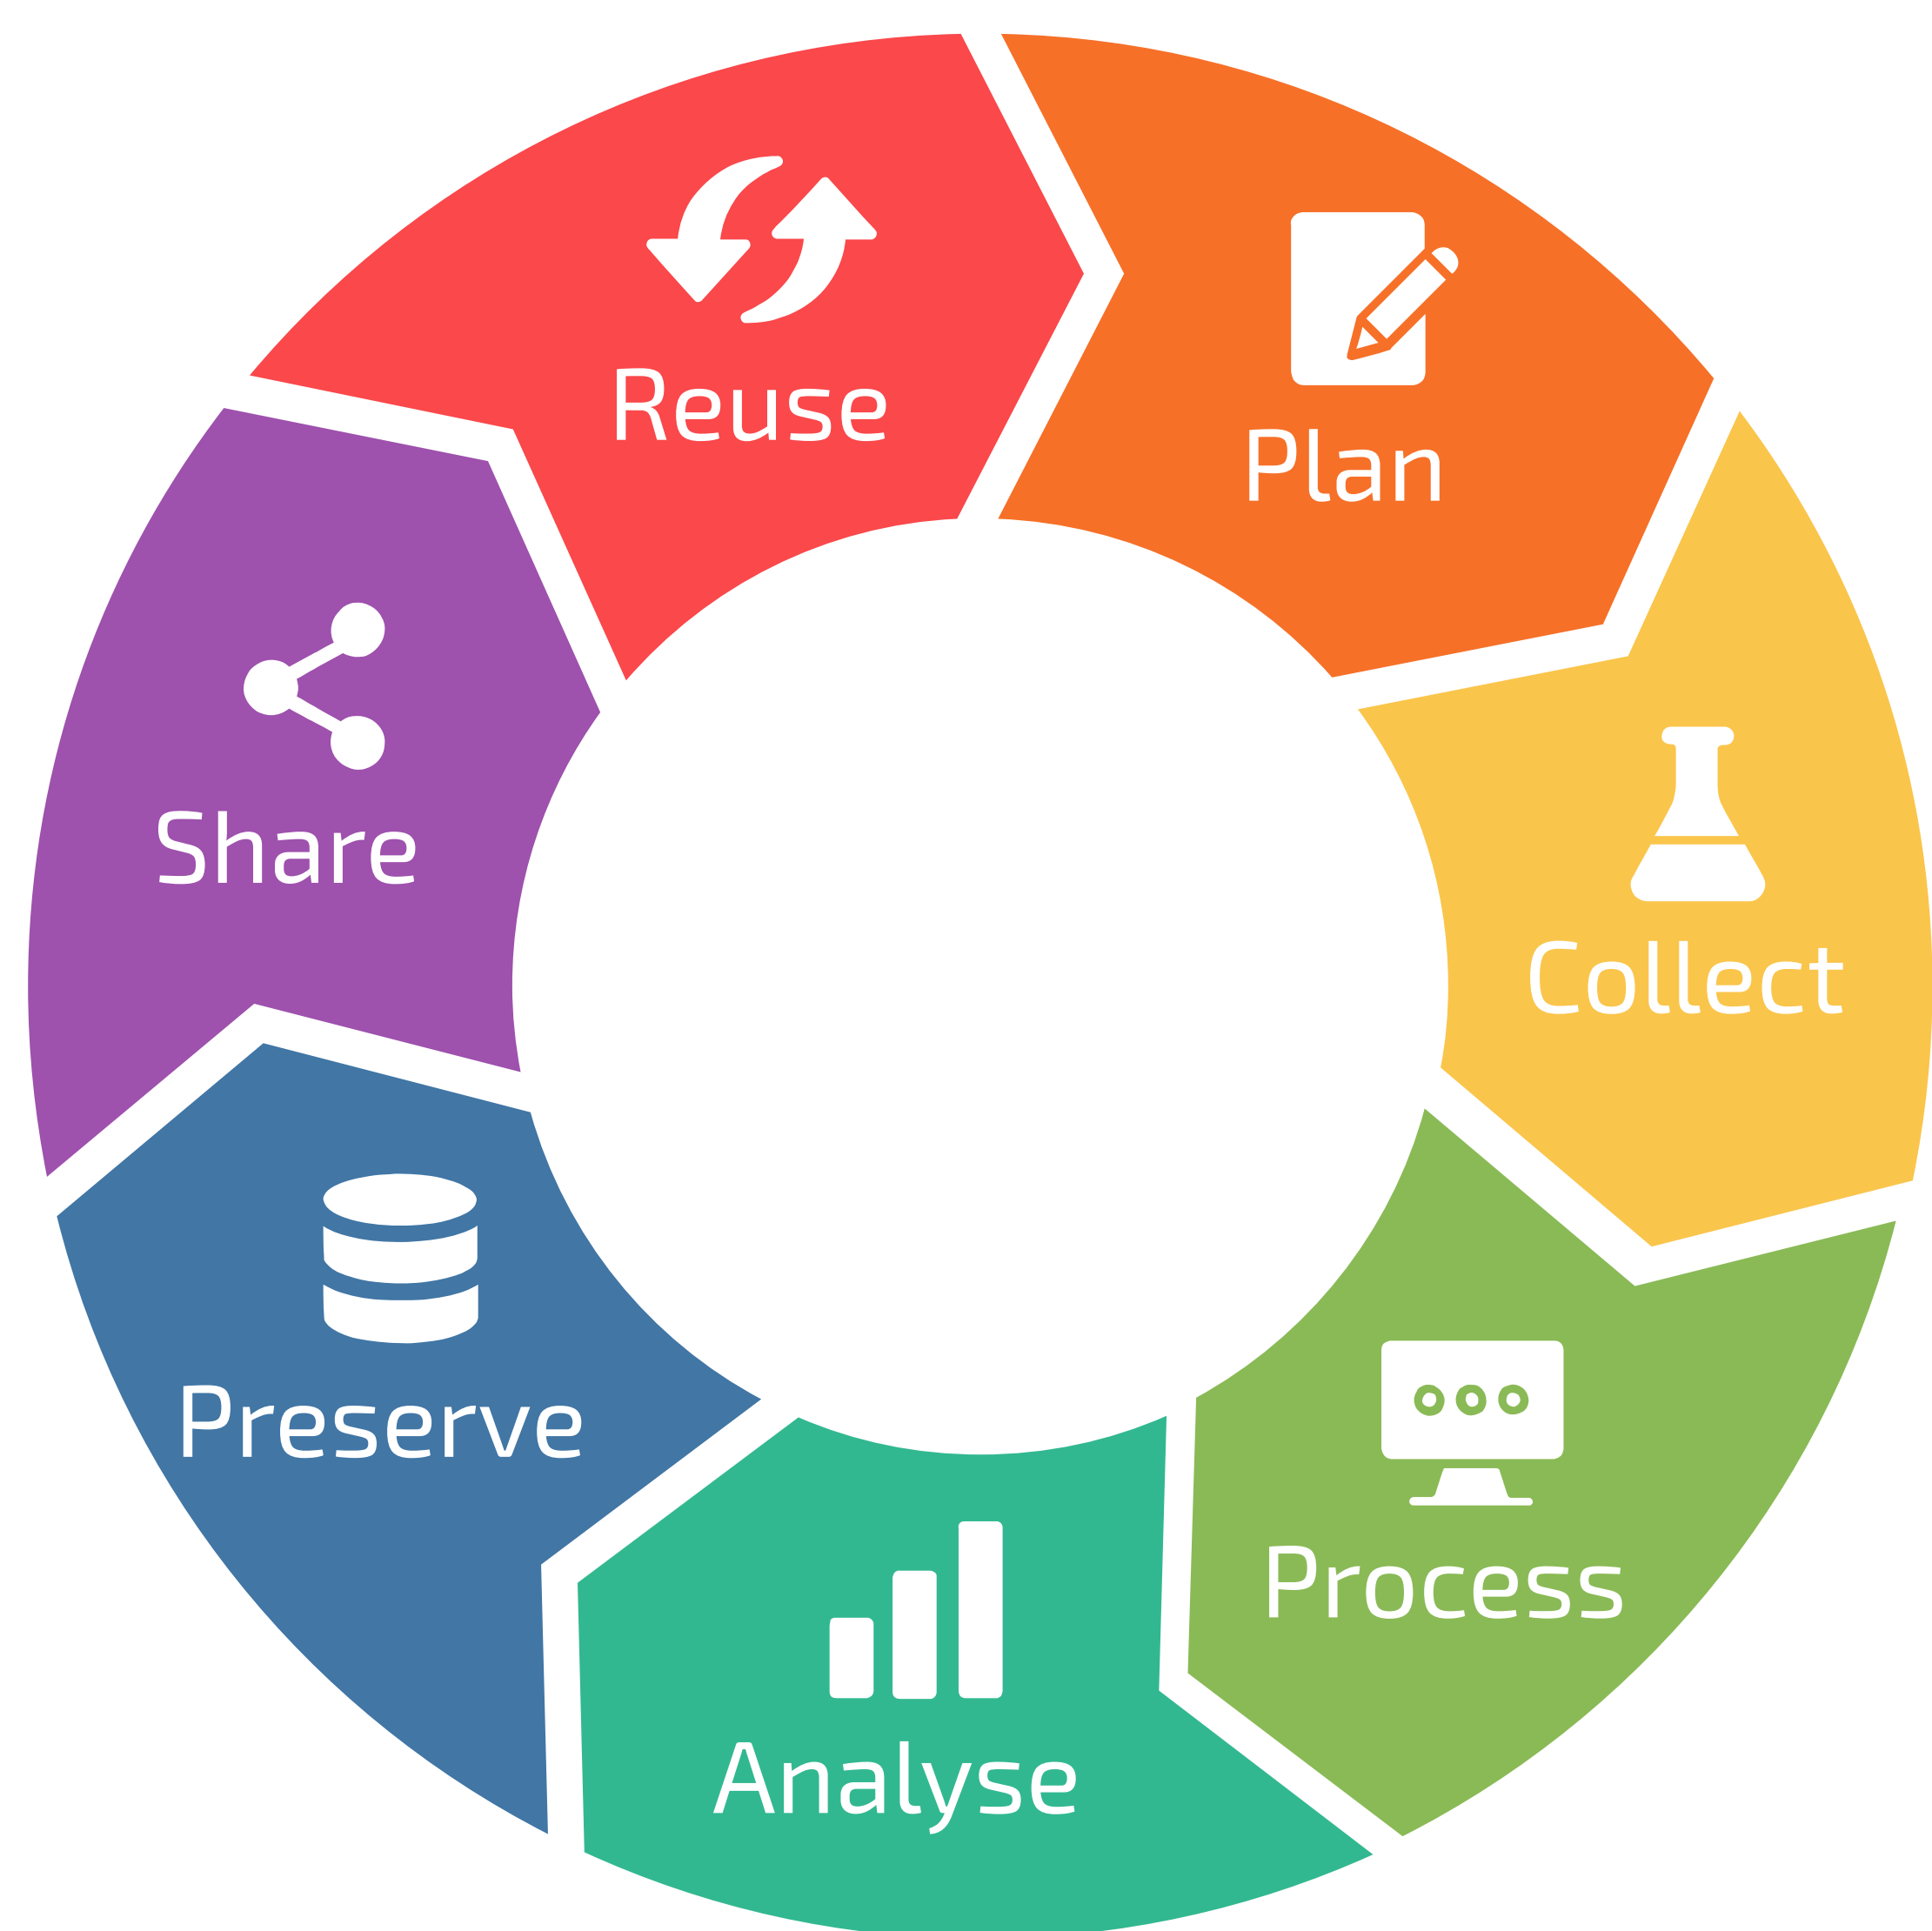 Reuse
Plan
Share
Collect
Preserve
Process
Analyse